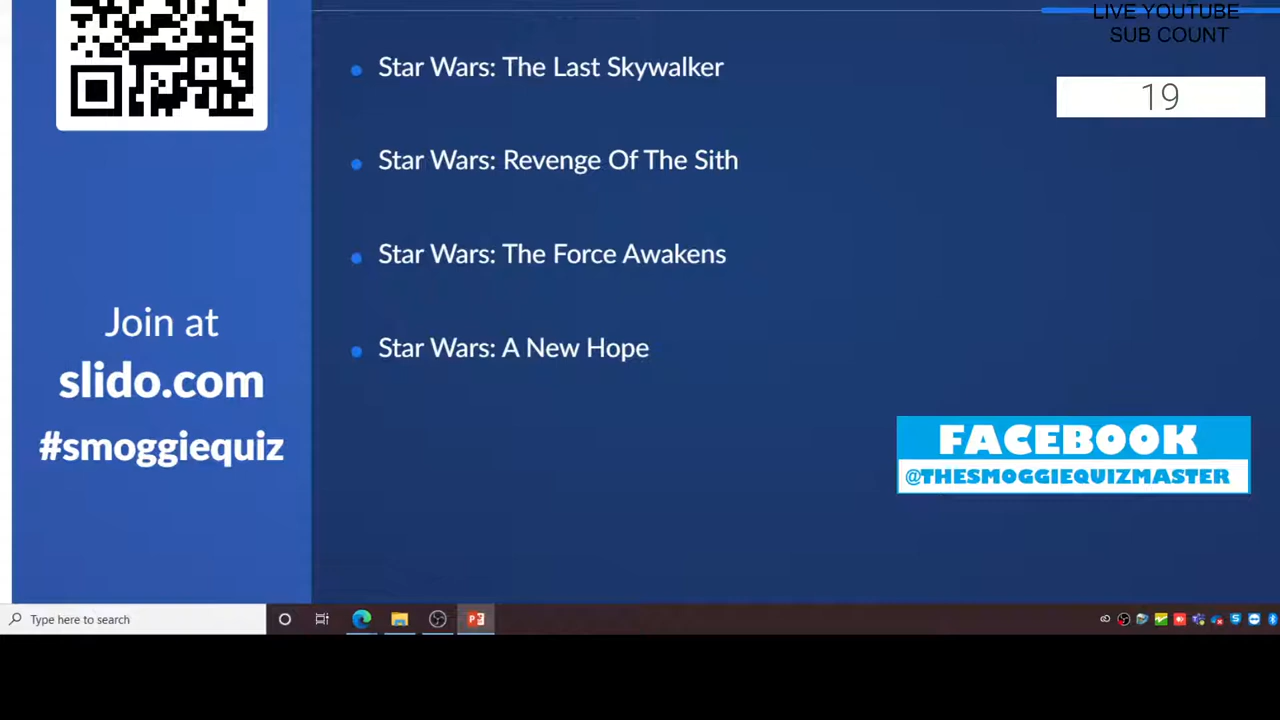 LIVE YOUTUBE
SUB COUNT
19
Star Wars: The Last Skywalker
Star Wars: Revenge Of The Sith
Star Wars: The Force Awakens
Star Wars: A New Hope
Join at
slido.com
#smoggiequiz
FACEBOOK
@THESMOGGIEQUIZMASTER
Type here to search